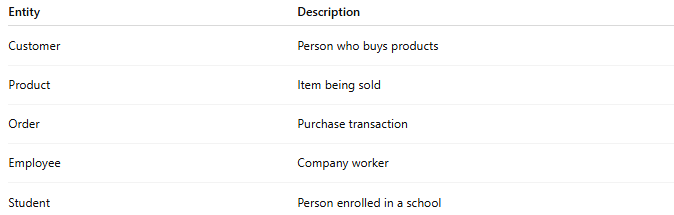 Entity Description
Customer Person who buys products
Product Item being sold
Order Purchase transaction
Employee Company worker
Student Person enrolled in a school